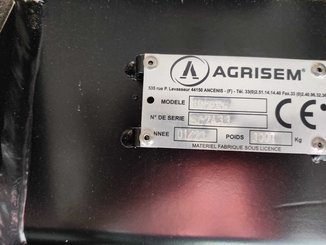 AGRISEM®
535 rue P. Levasseur 44150 ANCENIS - (F) - Tél. 33(0)2.51.14.14.40 Fax.33 (0)2.40.96.32.36
MODELE
N° DE SERIE
NNEE POIDS Kg
CE
MATERIEL FABRIQUE SOUS LICENCE